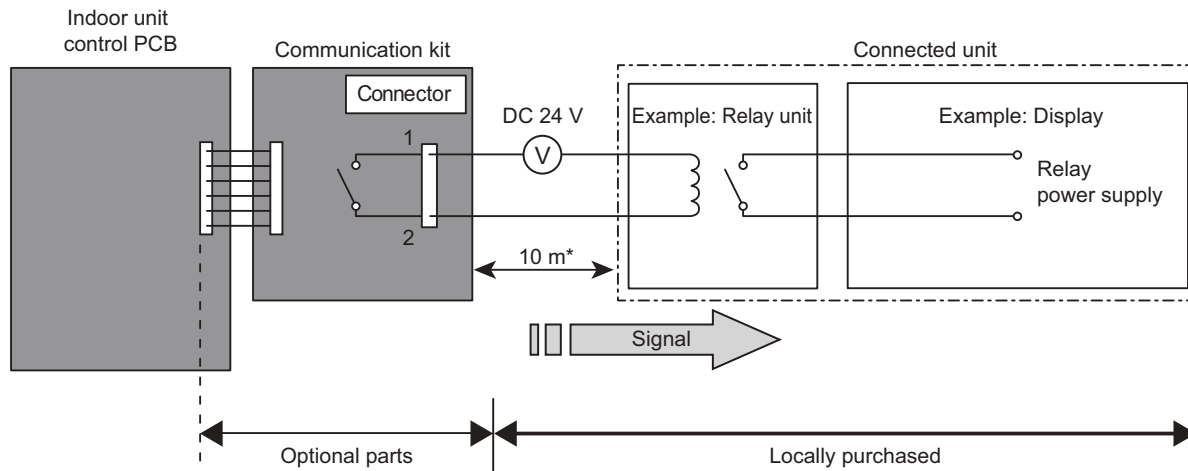 Indoor unit
control PCB
Communication kit
Connected unit
Connector
1
2
DC 24 V
V
Example: Relay unit
Example: Display
Relay
power supply
10 m*
Signal
Optional parts
Locally purchased